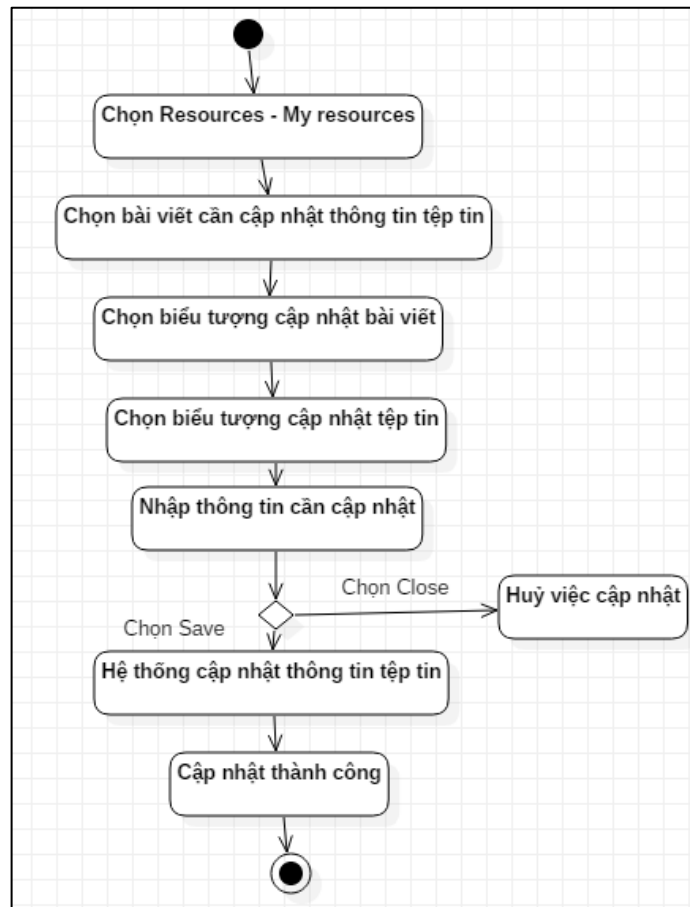 Chọn Resources - My resources
Chọn bài viết cần cập nhật thông tin tệp tin
Chọn biểu tượng cập nhật bài viết
Chọn biểu tượng cập nhật tệp tin
Nhập thông tin cần cập nhật
Chọn Close
Huỷ việc cập nhật
Chọn Save
Hệ thống cập nhật thông tin tệp tin
Cập nhật thành công